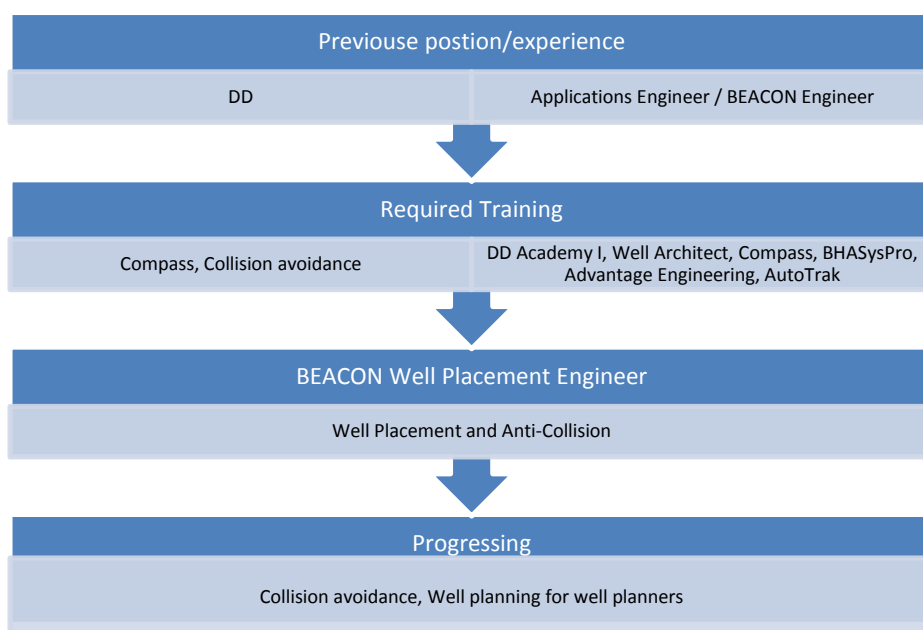 Previouse postion/experience
DD
Applications Engineer / BEACON Engineer
Required Training
Compass, Collision avoidance
DD Academy I, Well Architect, Compass, BHASysPro,
Advantage Engineering, AutoTrak
BEACON Well Placement Engineer
Well Placement and Anti-Collision
Progressing
Collision avoidance, Well planning for well planners